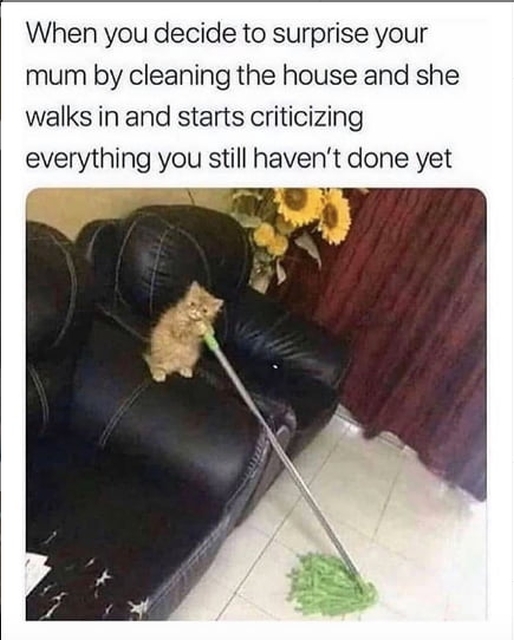 When you decide to surprise your
mum by cleaning the house and she
walks in and starts criticizing
everything you still haven't done yet